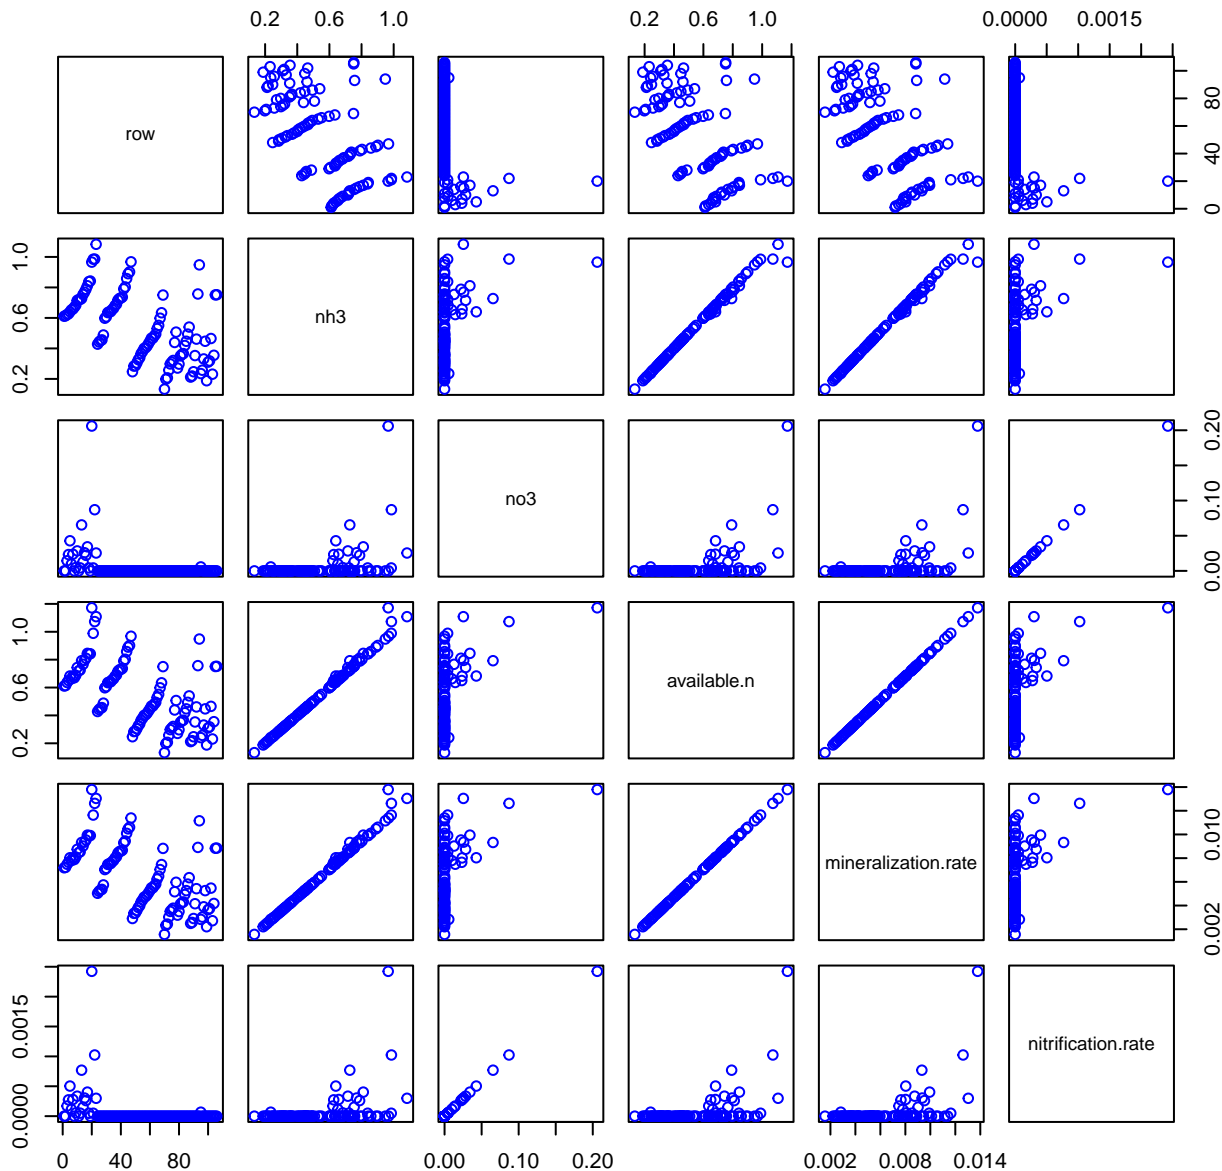 0.2 0.6 1.0 0.2 0.6 1.0 0.0000 0.0015
row 0 40 80
0.2 0.6 1.0 nh3
no3 0.00 0.10 0.20
0.2 0.6 1.0 available.n
mineralization.rate 0.002 0.010
0.0000 0.0015 nitrification.rate
0 40 80 0.00 0.10 0.20 0.002 0.008 0.014